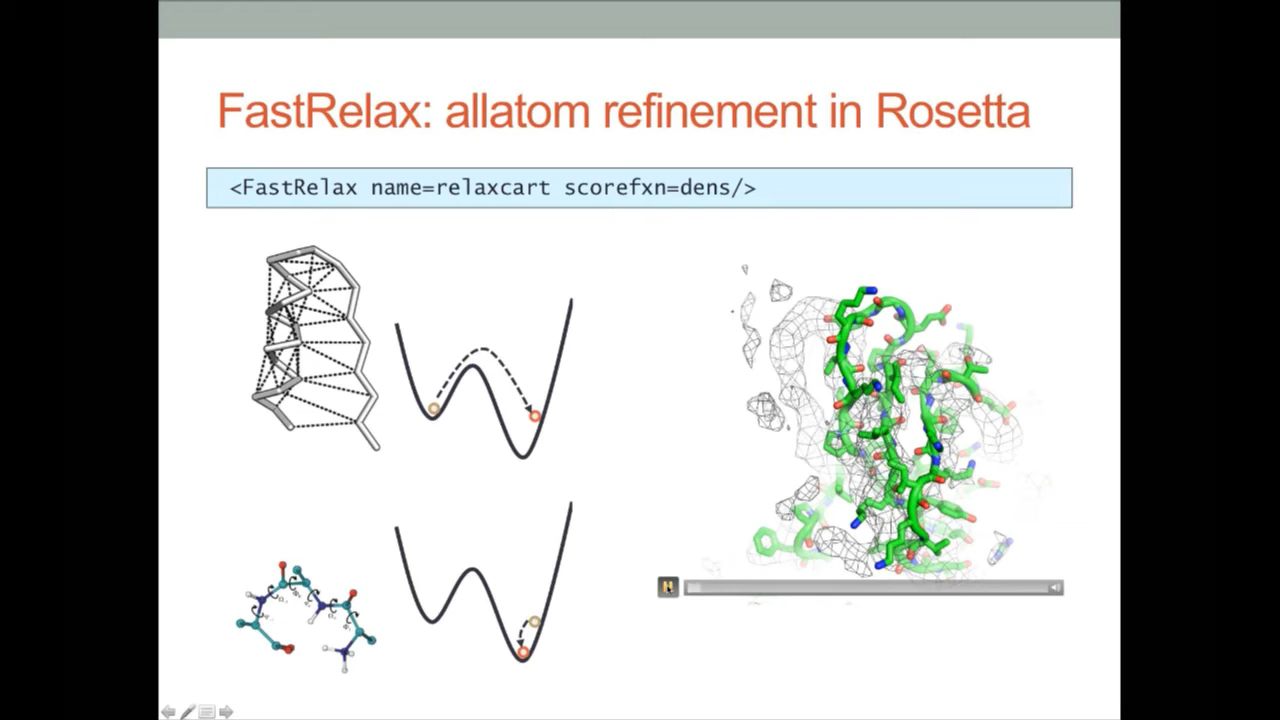 FastRelax: allatom refinement in Rosetta
<FastRelax name=relaxcart scorefxn=dens/>